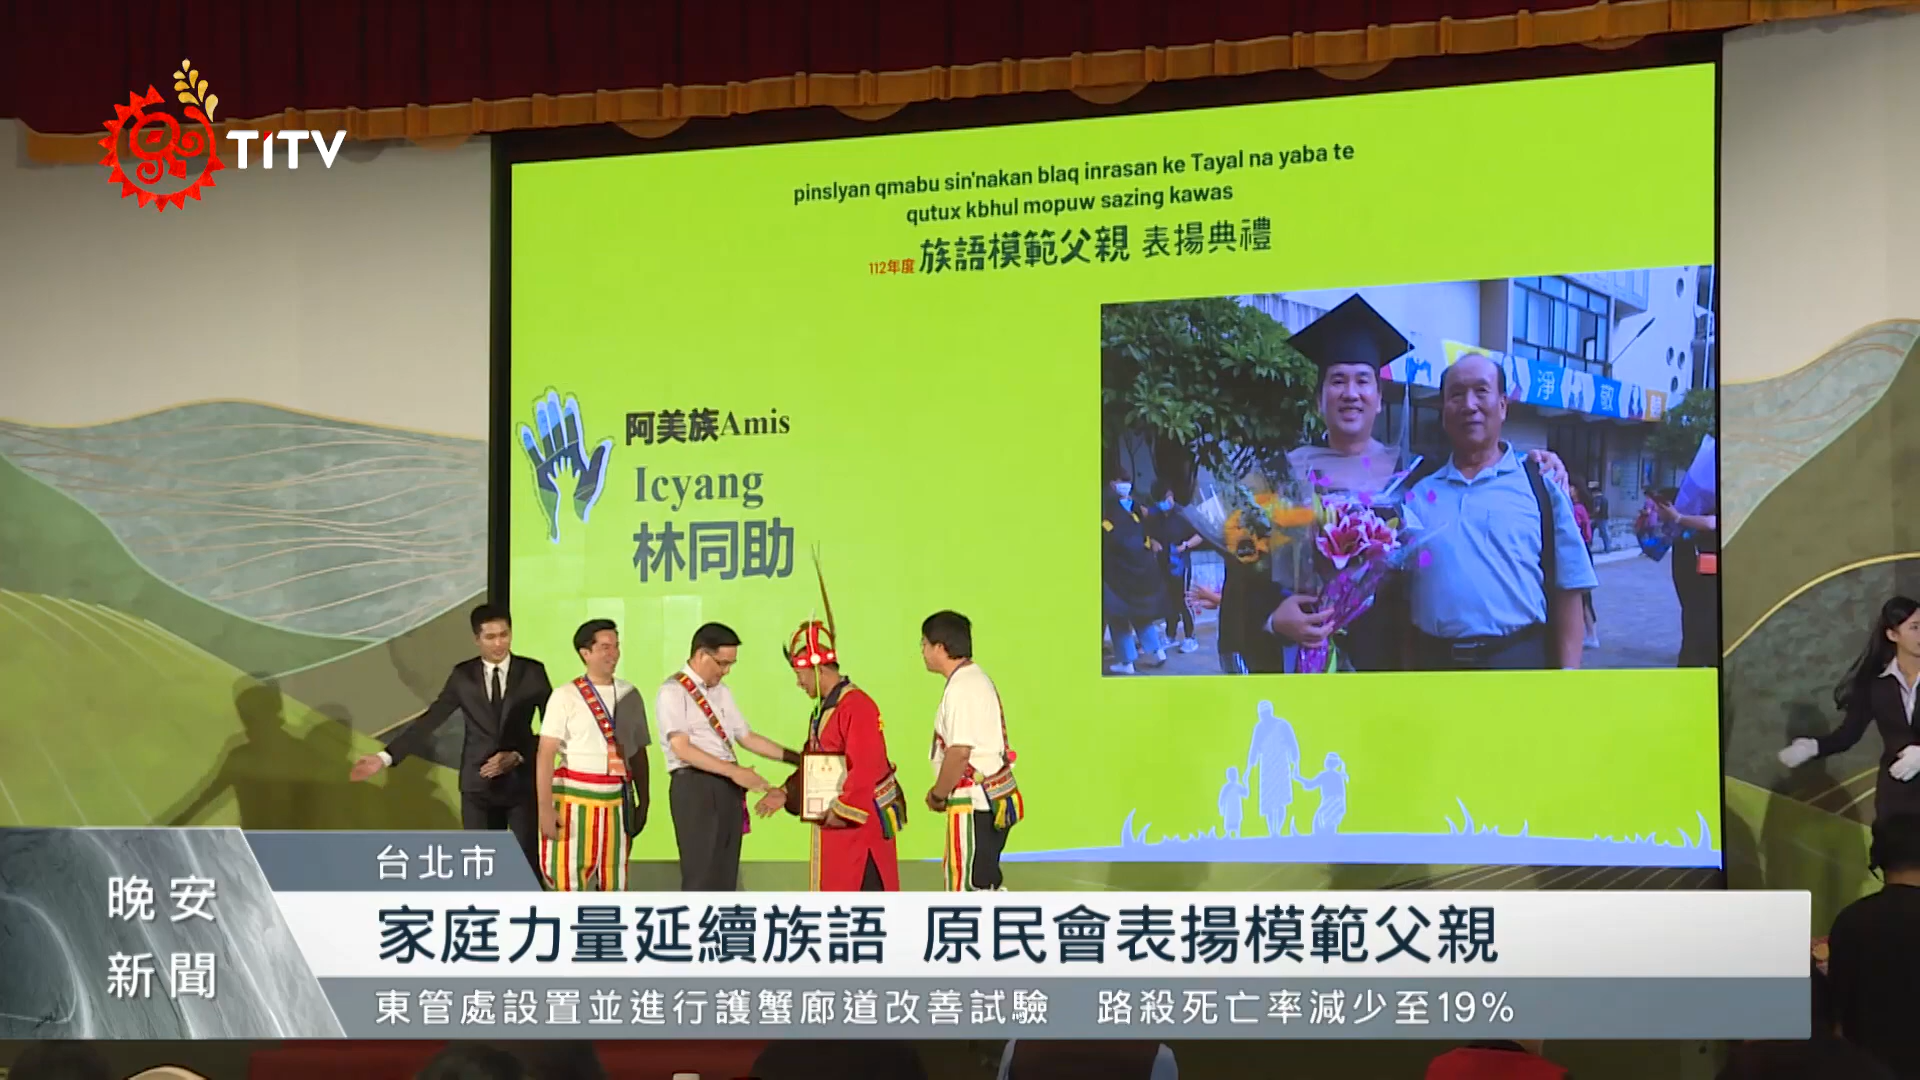 TITV
pinslyan qmabu sin'nakan blaq inrasan ke Tayal na yaba te
qutux kbhul mopuw sazing kawas
112年度 族語模範父親 表揚典禮
淨 敬
阿美族Amis
Icyang
林同助
台北市
晚安
新聞
家庭力量延續族語 原民會表揚模範父親
東管處設置並進行護蟹廊道改善試驗 路殺死亡率減少至19%